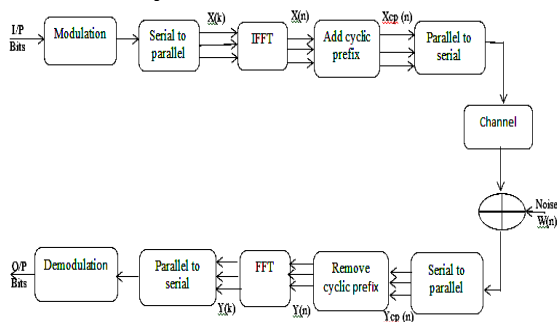 I/P
Bits
Modulation
Serial to
parallel
X(k)
IFFT
X(n)
Add cyclic
prefix
Xcp (n)
Parallel to
serial
Channel
Noise
W(n)
Serial to
parallel
Ycp (n)
Remove
cyclic prefix
Y(n)
FFT
Y(k)
Parallel to
serial
Demodulation
O/P
Bits